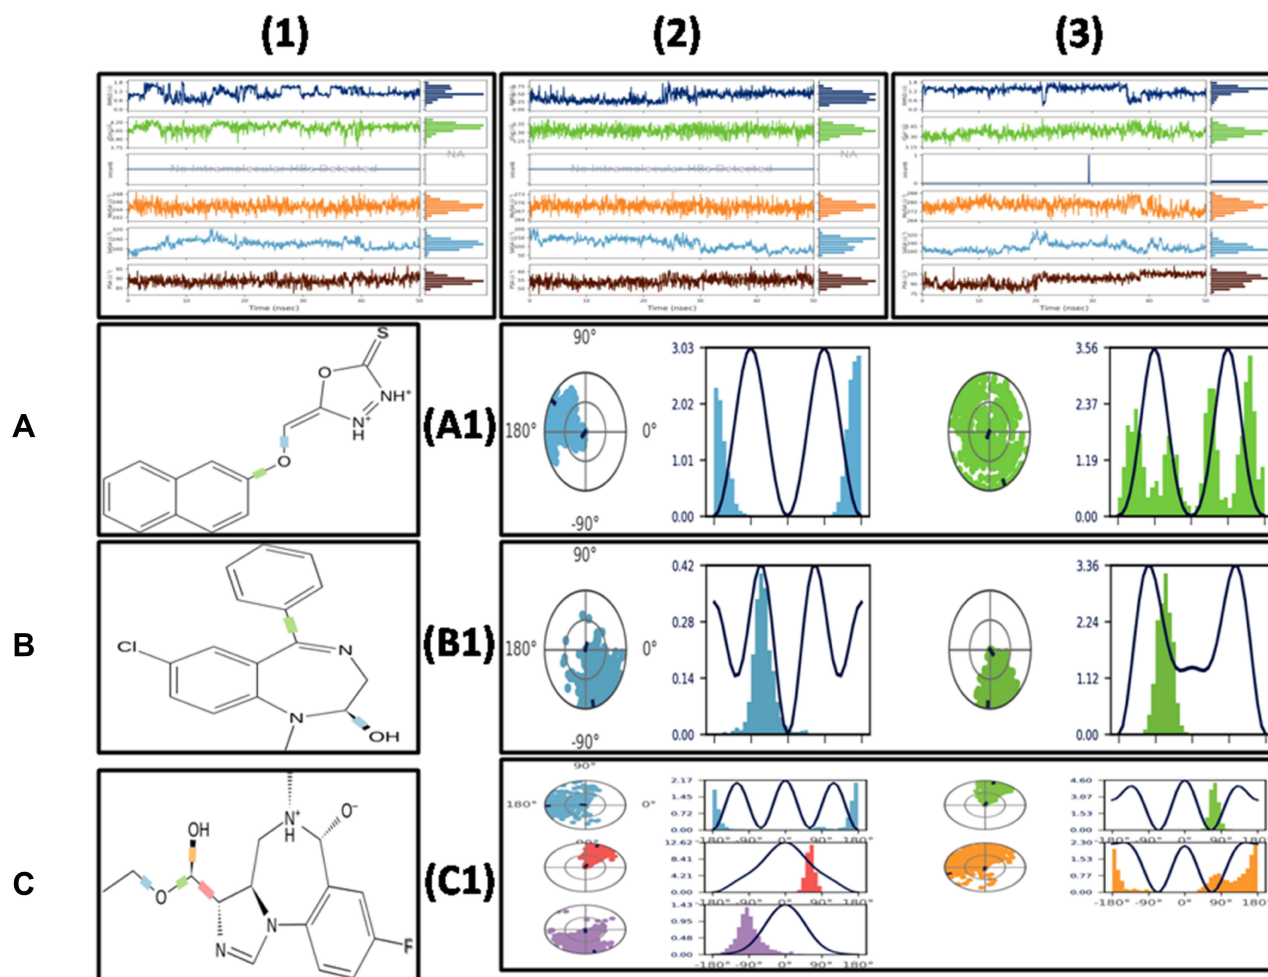 (1) (2) (3)
No Intramolecular HBs Detected
NA
No Intramolecular HBs Detected
NA
Time (nsec)
Time (nsec)
Time (nsec)
A
S
O
NH⁺
N⁺
H
O
(A1)
90°
180°
0°
-90°
3.03
2.02
1.01
0.00
3.56
2.37
1.19
0.00
B
Cl
N
N
OH
(B1)
90°
180°
0°
-90°
0.42
0.28
0.14
0.00
3.36
2.24
1.12
0.00
C
OH
N⁺
H
O⁻
O
N
N
F
(C1)
90°
180°
0°
2.17
1.45
0.72
0.00
4.60
3.07
1.53
0.00
12.62
8.41
4.21
0.00
2.30
1.53
0.77
0.00
-180° -90° 0° 90° 180°
1.43
0.95
0.48
0.00
-180° -90° 0° 90° 180°